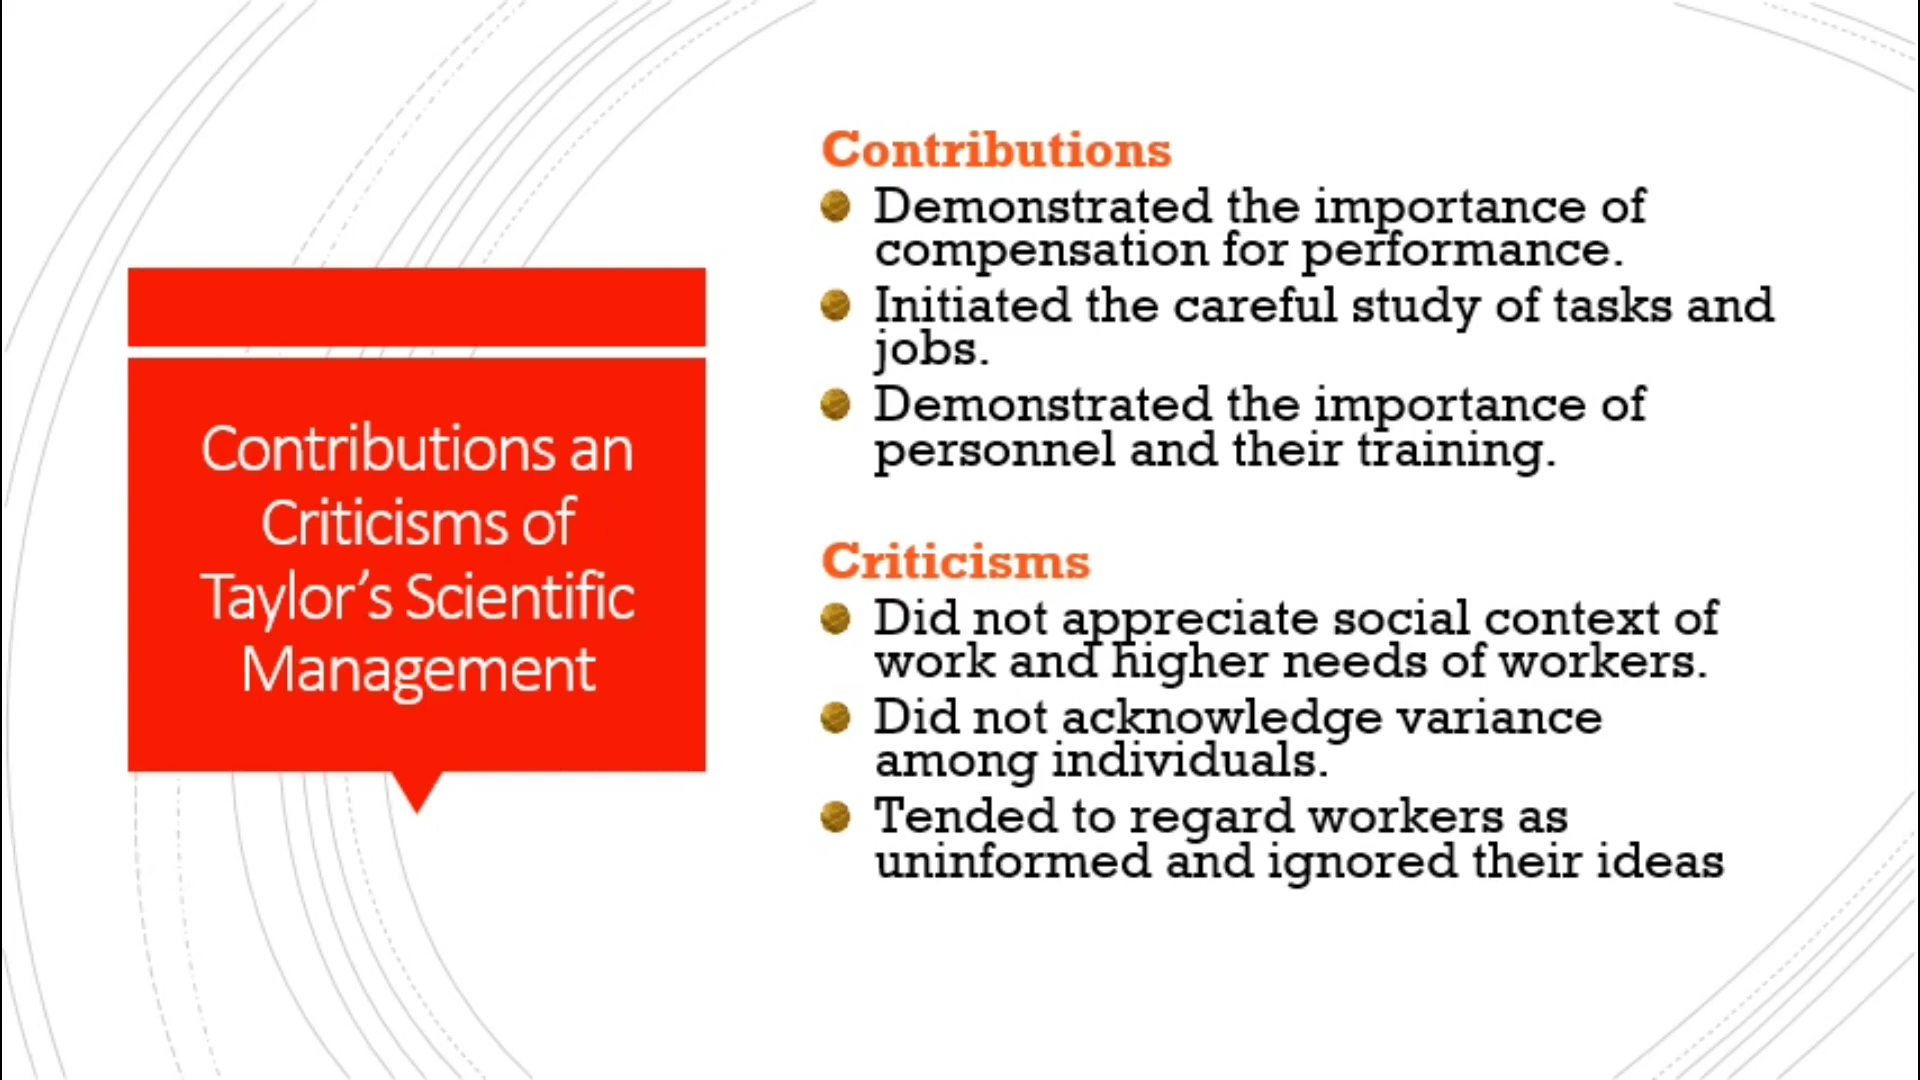 Contributions an
Criticisms of
Taylor’s Scientific
Management
Contributions
Demonstrated the importance of
compensation for performance.
Initiated the careful study of tasks and
jobs.
Demonstrated the importance of
personnel and their training.
Criticisms
Did not appreciate social context of
work and higher needs of workers.
Did not acknowledge variance
among individuals.
Tended to regard workers as
uninformed and ignored their ideas